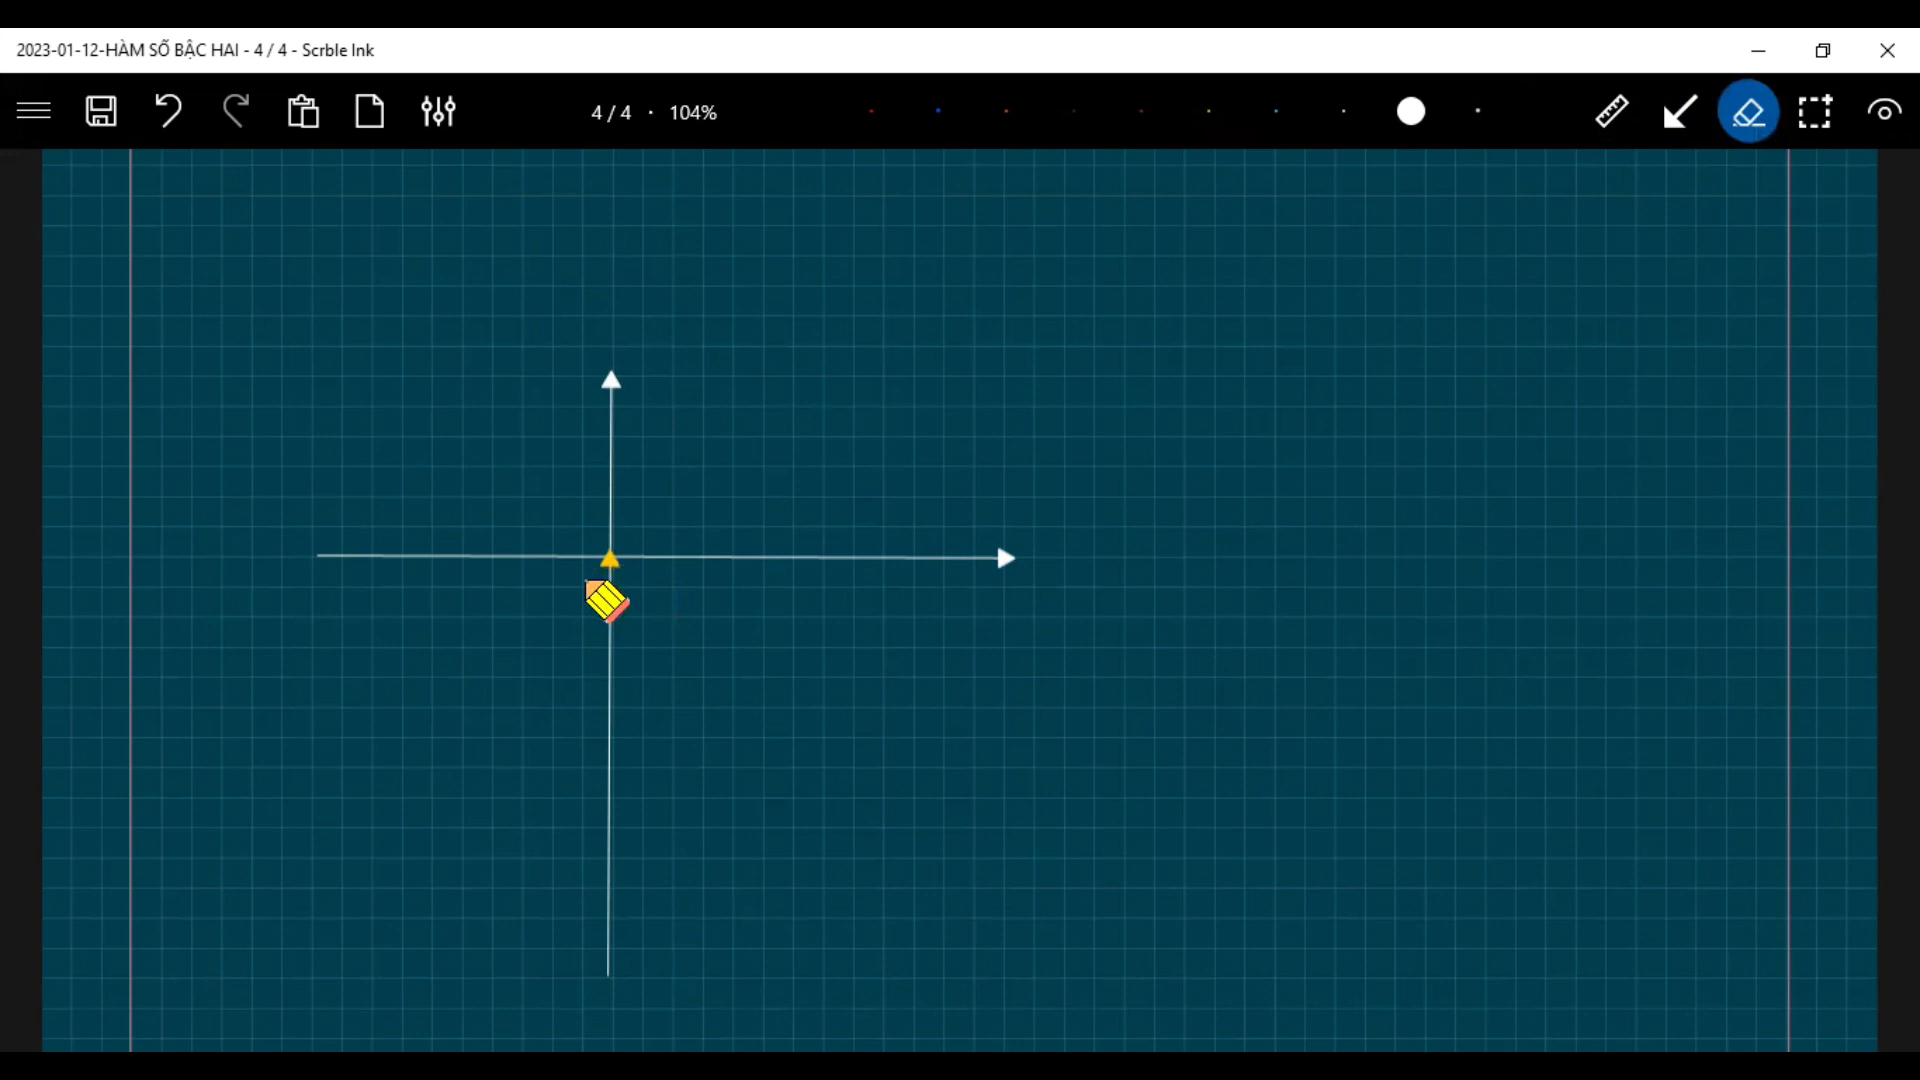 2023-01-12-HÀM SỐ BẬC HAI - 4 / 4 - Scrble Ink
4 / 4 · 104%